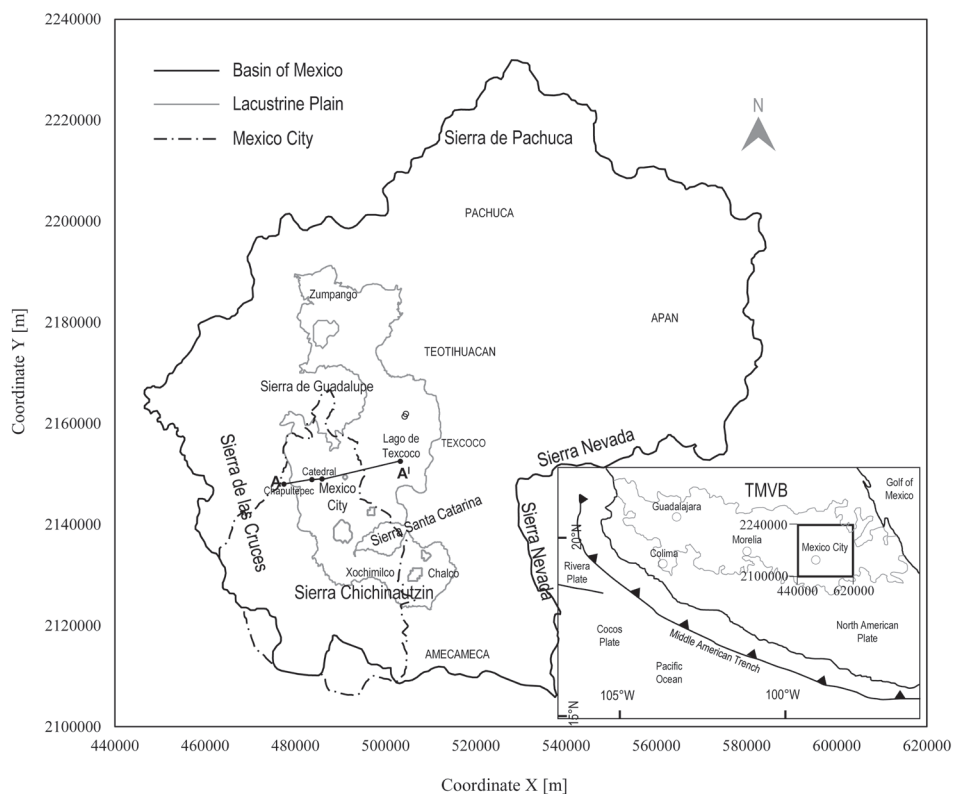 2240000
2220000
2200000
2180000
2160000
2140000
2120000
2100000
Coordinate Y [m]
Basin of Mexico
Lacustrine Plain
Mexico City
N
Sierra de Pachuca
PACHUCA
Zumpango
APAN
TEOTIHUACAN
Sierra de Guadalupe
Lago de
Texcoco
TEXCOCO
Sierra Nevada
Sierra de las Cruces
A
A'
Catedral
Chapultepec
Mexico
City
Sierra Santa Catarina
Sierra Nevada
Xochimilco
Chalco
Sierra Chichinautzin
AMECAMECA
TMVB
Golf of
Mexico
Guadalajara
2240000
20°N
Morelia
Mexico City
Colima
Rivera
Plate
2100000
440000
620000
Cocos
Plate
Middle American Trench
North American
Plate
Pacific
Ocean
105°W
100°W
15°N
440000
460000
480000
500000
520000
540000
560000
580000
600000
620000
Coordinate X [m]